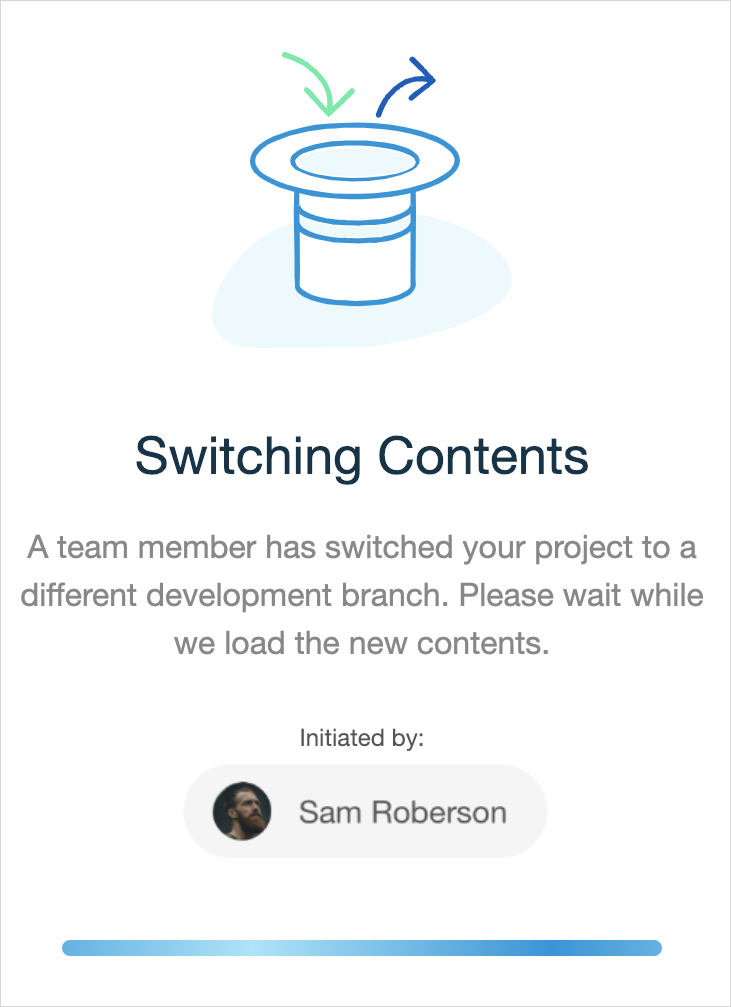 Switching Contents
A team member has switched your project to a
different development branch. Please wait while
we load the new contents.
Initiated by:
Sam Roberson